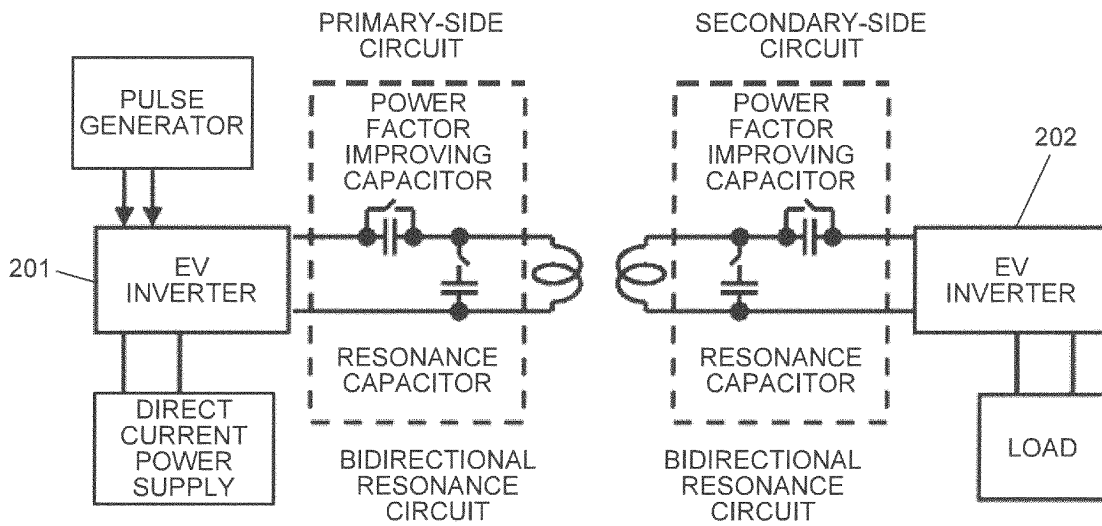 PRIMARY-SIDE
CIRCUIT
SECONDARY-SIDE
CIRCUIT
PULSE
GENERATOR
POWER
FACTOR
IMPROVING
CAPACITOR
POWER
FACTOR
IMPROVING
CAPACITOR
202
201
EV
INVERTER
EV
INVERTER
RESONANCE
CAPACITOR
RESONANCE
CAPACITOR
DIRECT
CURRENT
POWER
SUPPLY
LOAD
BIDIRECTIONAL
RESONANCE
CIRCUIT
BIDIRECTIONAL
RESONANCE
CIRCUIT